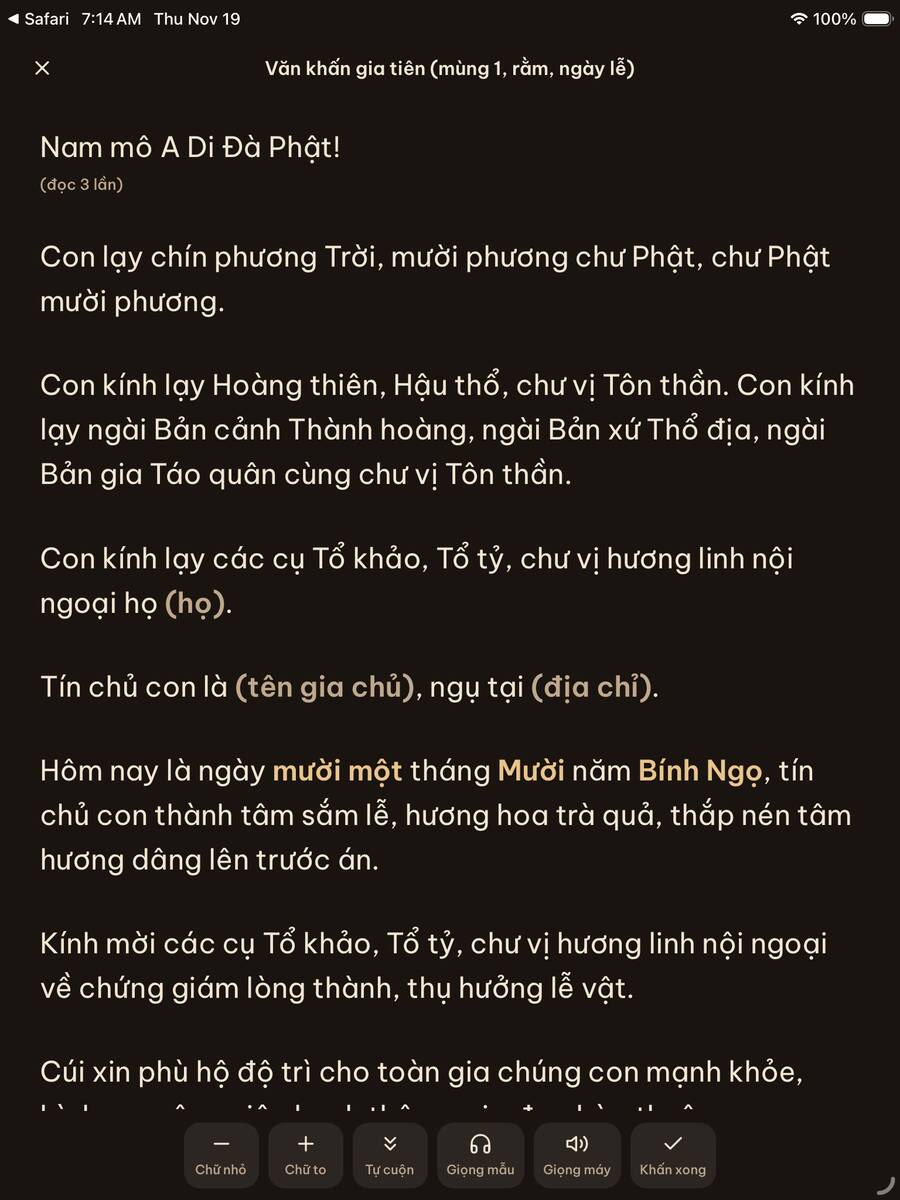 Safari 7:14 AM Thu Nov 19 100%
Văn khấn gia tiên (mùng 1, rằm, ngày lễ)
Nam mô A Di Đà Phật!
(đọc 3 lần)
Con lạy chín phương Trời, mười phương chư Phật, chư Phật
mười phương.
Con kính lạy Hoàng thiên, Hậu thổ, chư vị Tôn thần. Con kính
lạy ngài Bản cảnh Thành hoàng, ngài Bản xứ Thổ địa, ngài
Bản gia Táo quân cùng chư vị Tôn thần.
Con kính lạy các cụ Tổ khảo, Tổ tỷ, chư vị hương linh nội
ngoại họ (họ).
Tín chủ con là (tên gia chủ), ngụ tại (địa chỉ).
Hôm nay là ngày mười một tháng Mười năm Bính Ngọ, tín
chủ con thành tâm sắm lễ, hương hoa trà quả, thắp nén tâm
hương dâng lên trước án.
Kính mời các cụ Tổ khảo, Tổ tỷ, chư vị hương linh nội ngoại
về chứng giám lòng thành, thụ hưởng lễ vật.
Cúi xin phù hộ độ trì cho toàn gia chúng con mạnh khỏe,
Chữ nhỏ Chữ to Tự cuộn Giọng mẫu Giọng máy Khấn xong